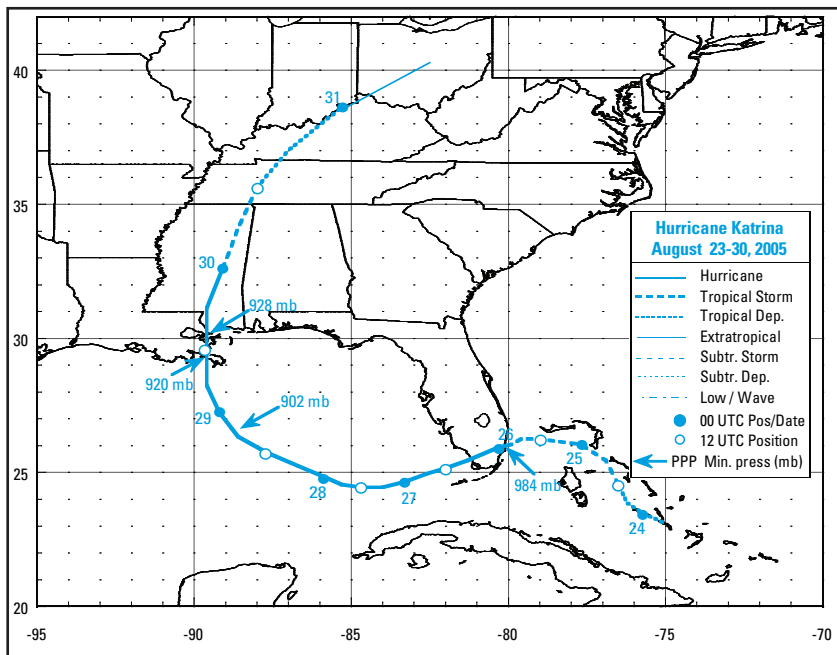 40
35
30
25
20
-95
-90
-85
-80
-75
-70
31
30
928 mb
920 mb
29
902 mb
28
27
26
984 mb
25
24
Hurricane Katrina
August 23-30, 2005
Hurricane
Tropical Storm
Tropical Dep.
Extratropical
Subtr. Storm
Subtr. Dep.
Low / Wave
00 UTC Pos/Date
12 UTC Position
PPP Min. press (mb)